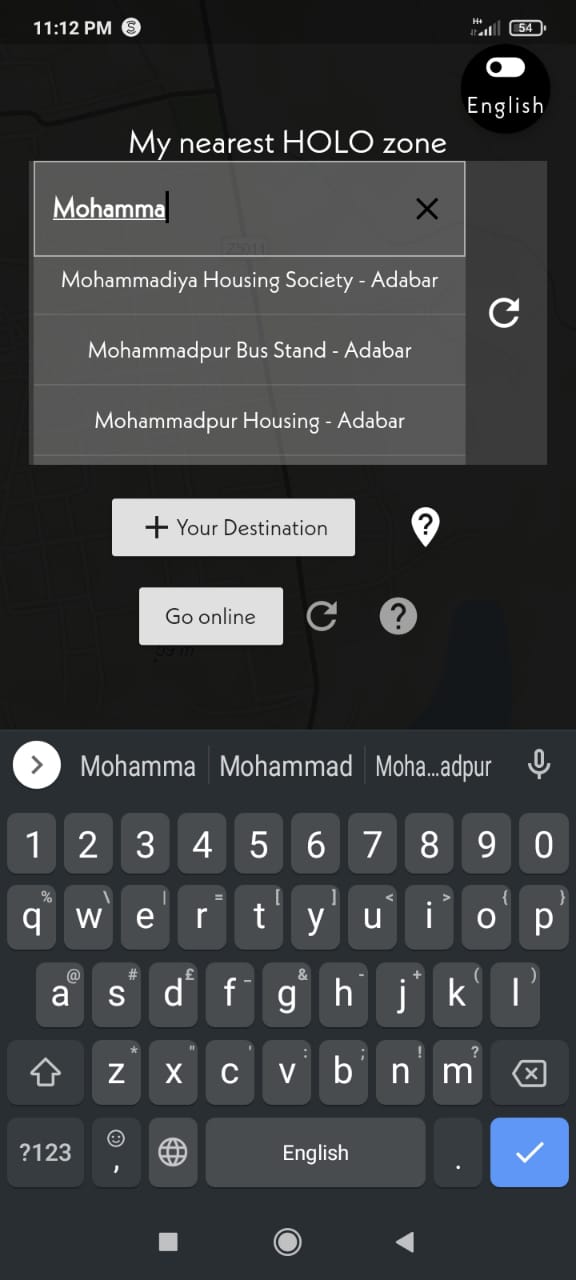 11:12 PM
H+
54
English
My nearest HOLO zone
Mohamma
Z5011
Mohammadiya Housing Society - Adabar
Mohammadpur Bus Stand - Adabar
Mohammadpur Housing - Adabar
+ Your Destination
?
Go online
?
59 m
Mohamma Mohammad Moha...adpur
1 2 3 4 5 6 7 8 9 0
% \ | = [ ] < > { }
q w e r t y u i o p
@ # £ _ & - + ( )
a s d f g h j k l
* " ' : ; ! ?
z x c v b n m
?123 , English .